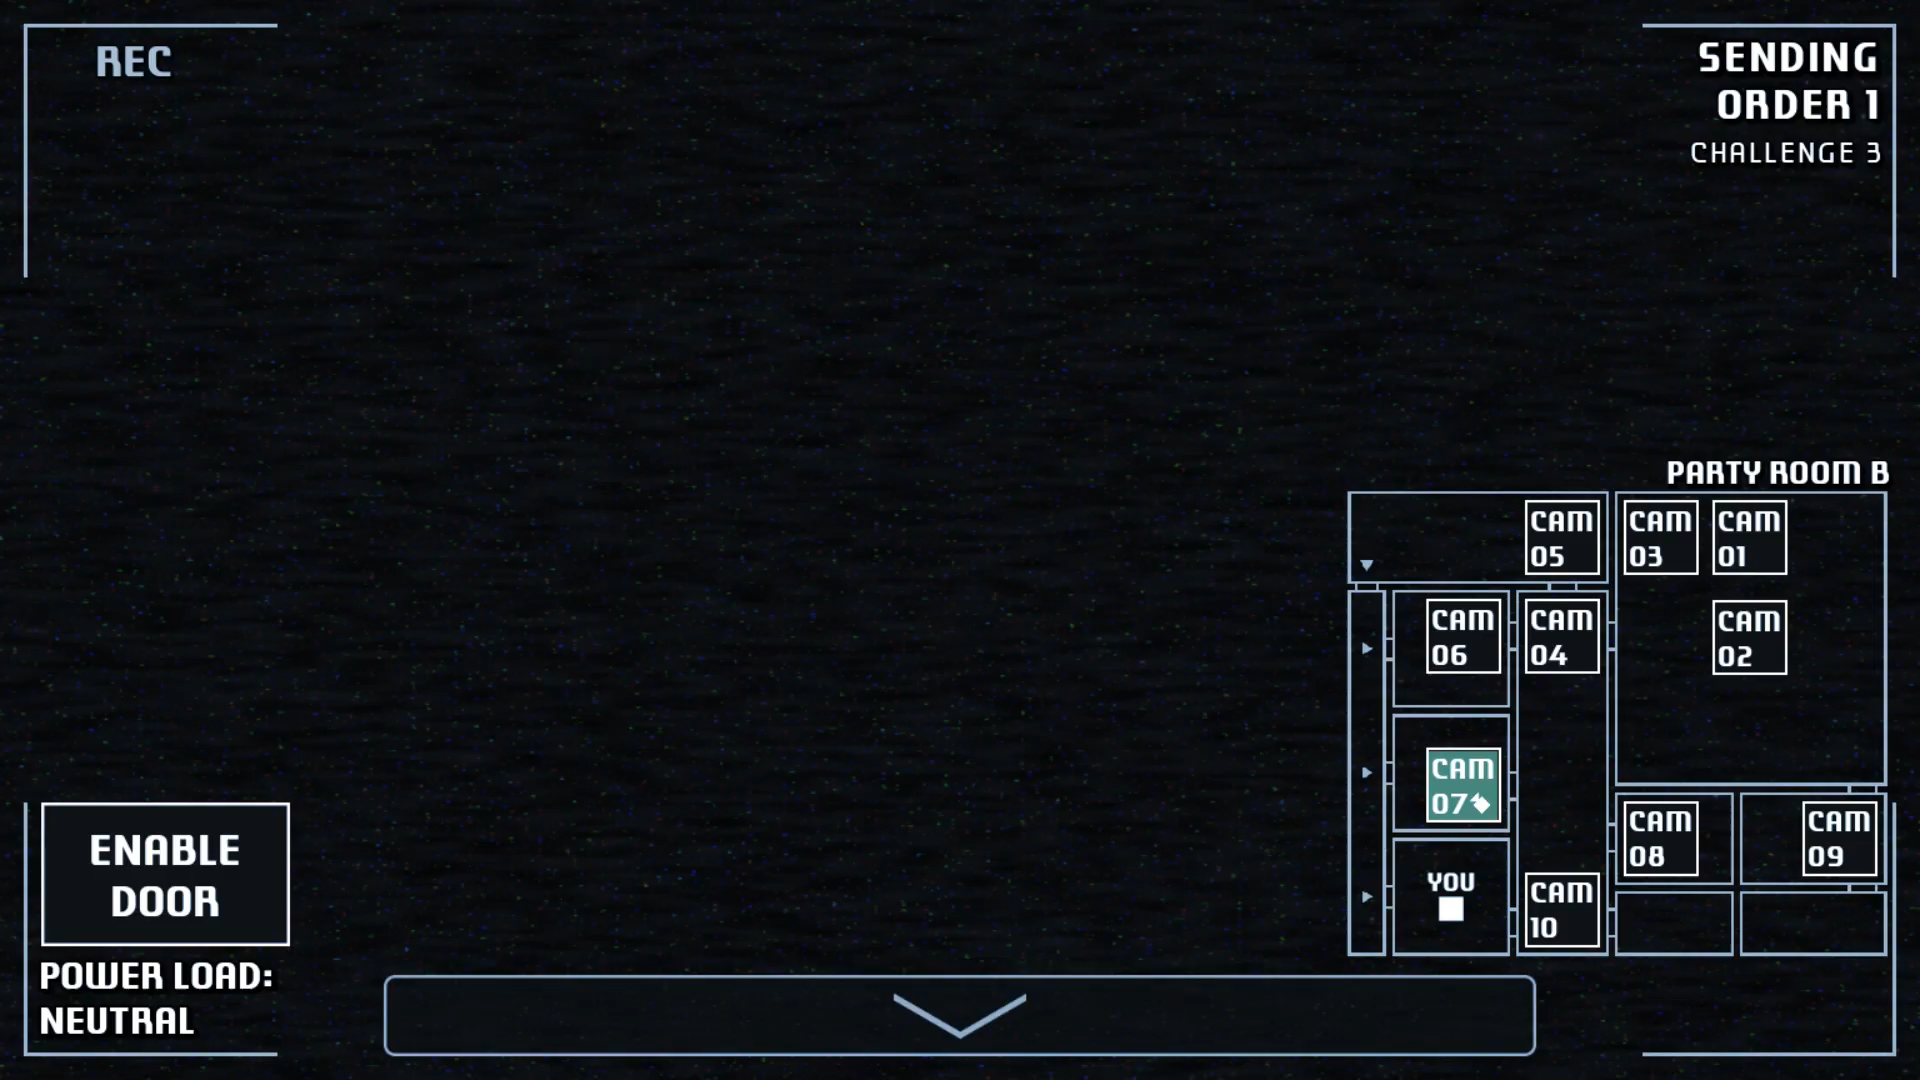 REC
SENDING
ORDER 1
CHALLENGE 3
PARTY ROOM B
CAM
05
CAM
03
CAM
01
CAM
06
CAM
04
CAM
02
CAM
07
CAM
08
CAM
09
YOU
CAM
10
ENABLE
DOOR
POWER LOAD:
NEUTRAL